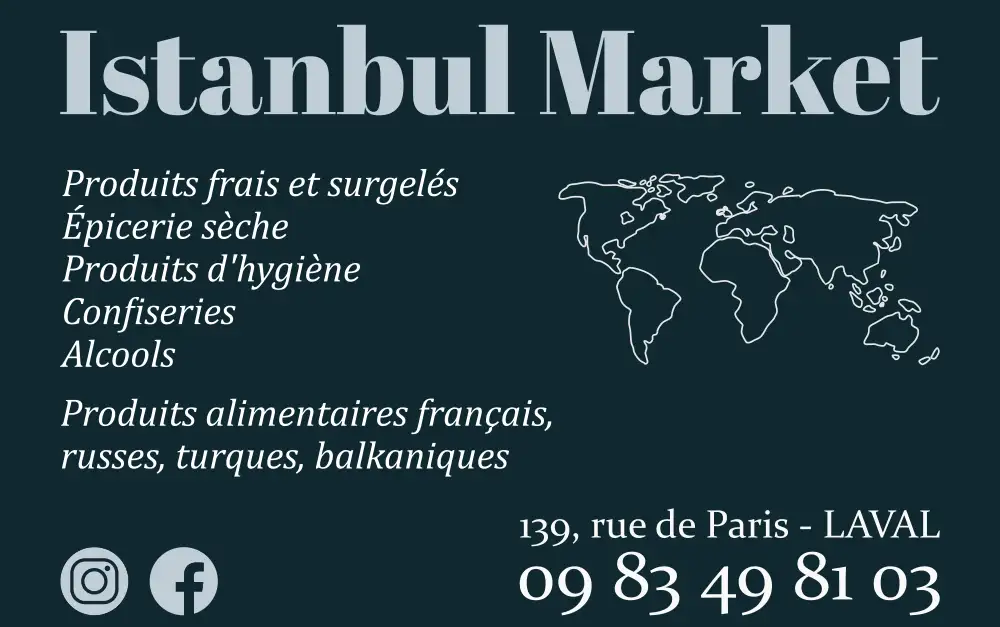 Istanbul Market
Produits frais et surgelés
Épicerie sèche
Produits d'hygiène
Confiseries
Alcools
Produits alimentaires français,
russes, turques, balkaniques
139, rue de Paris - LAVAL
09 83 49 81 03